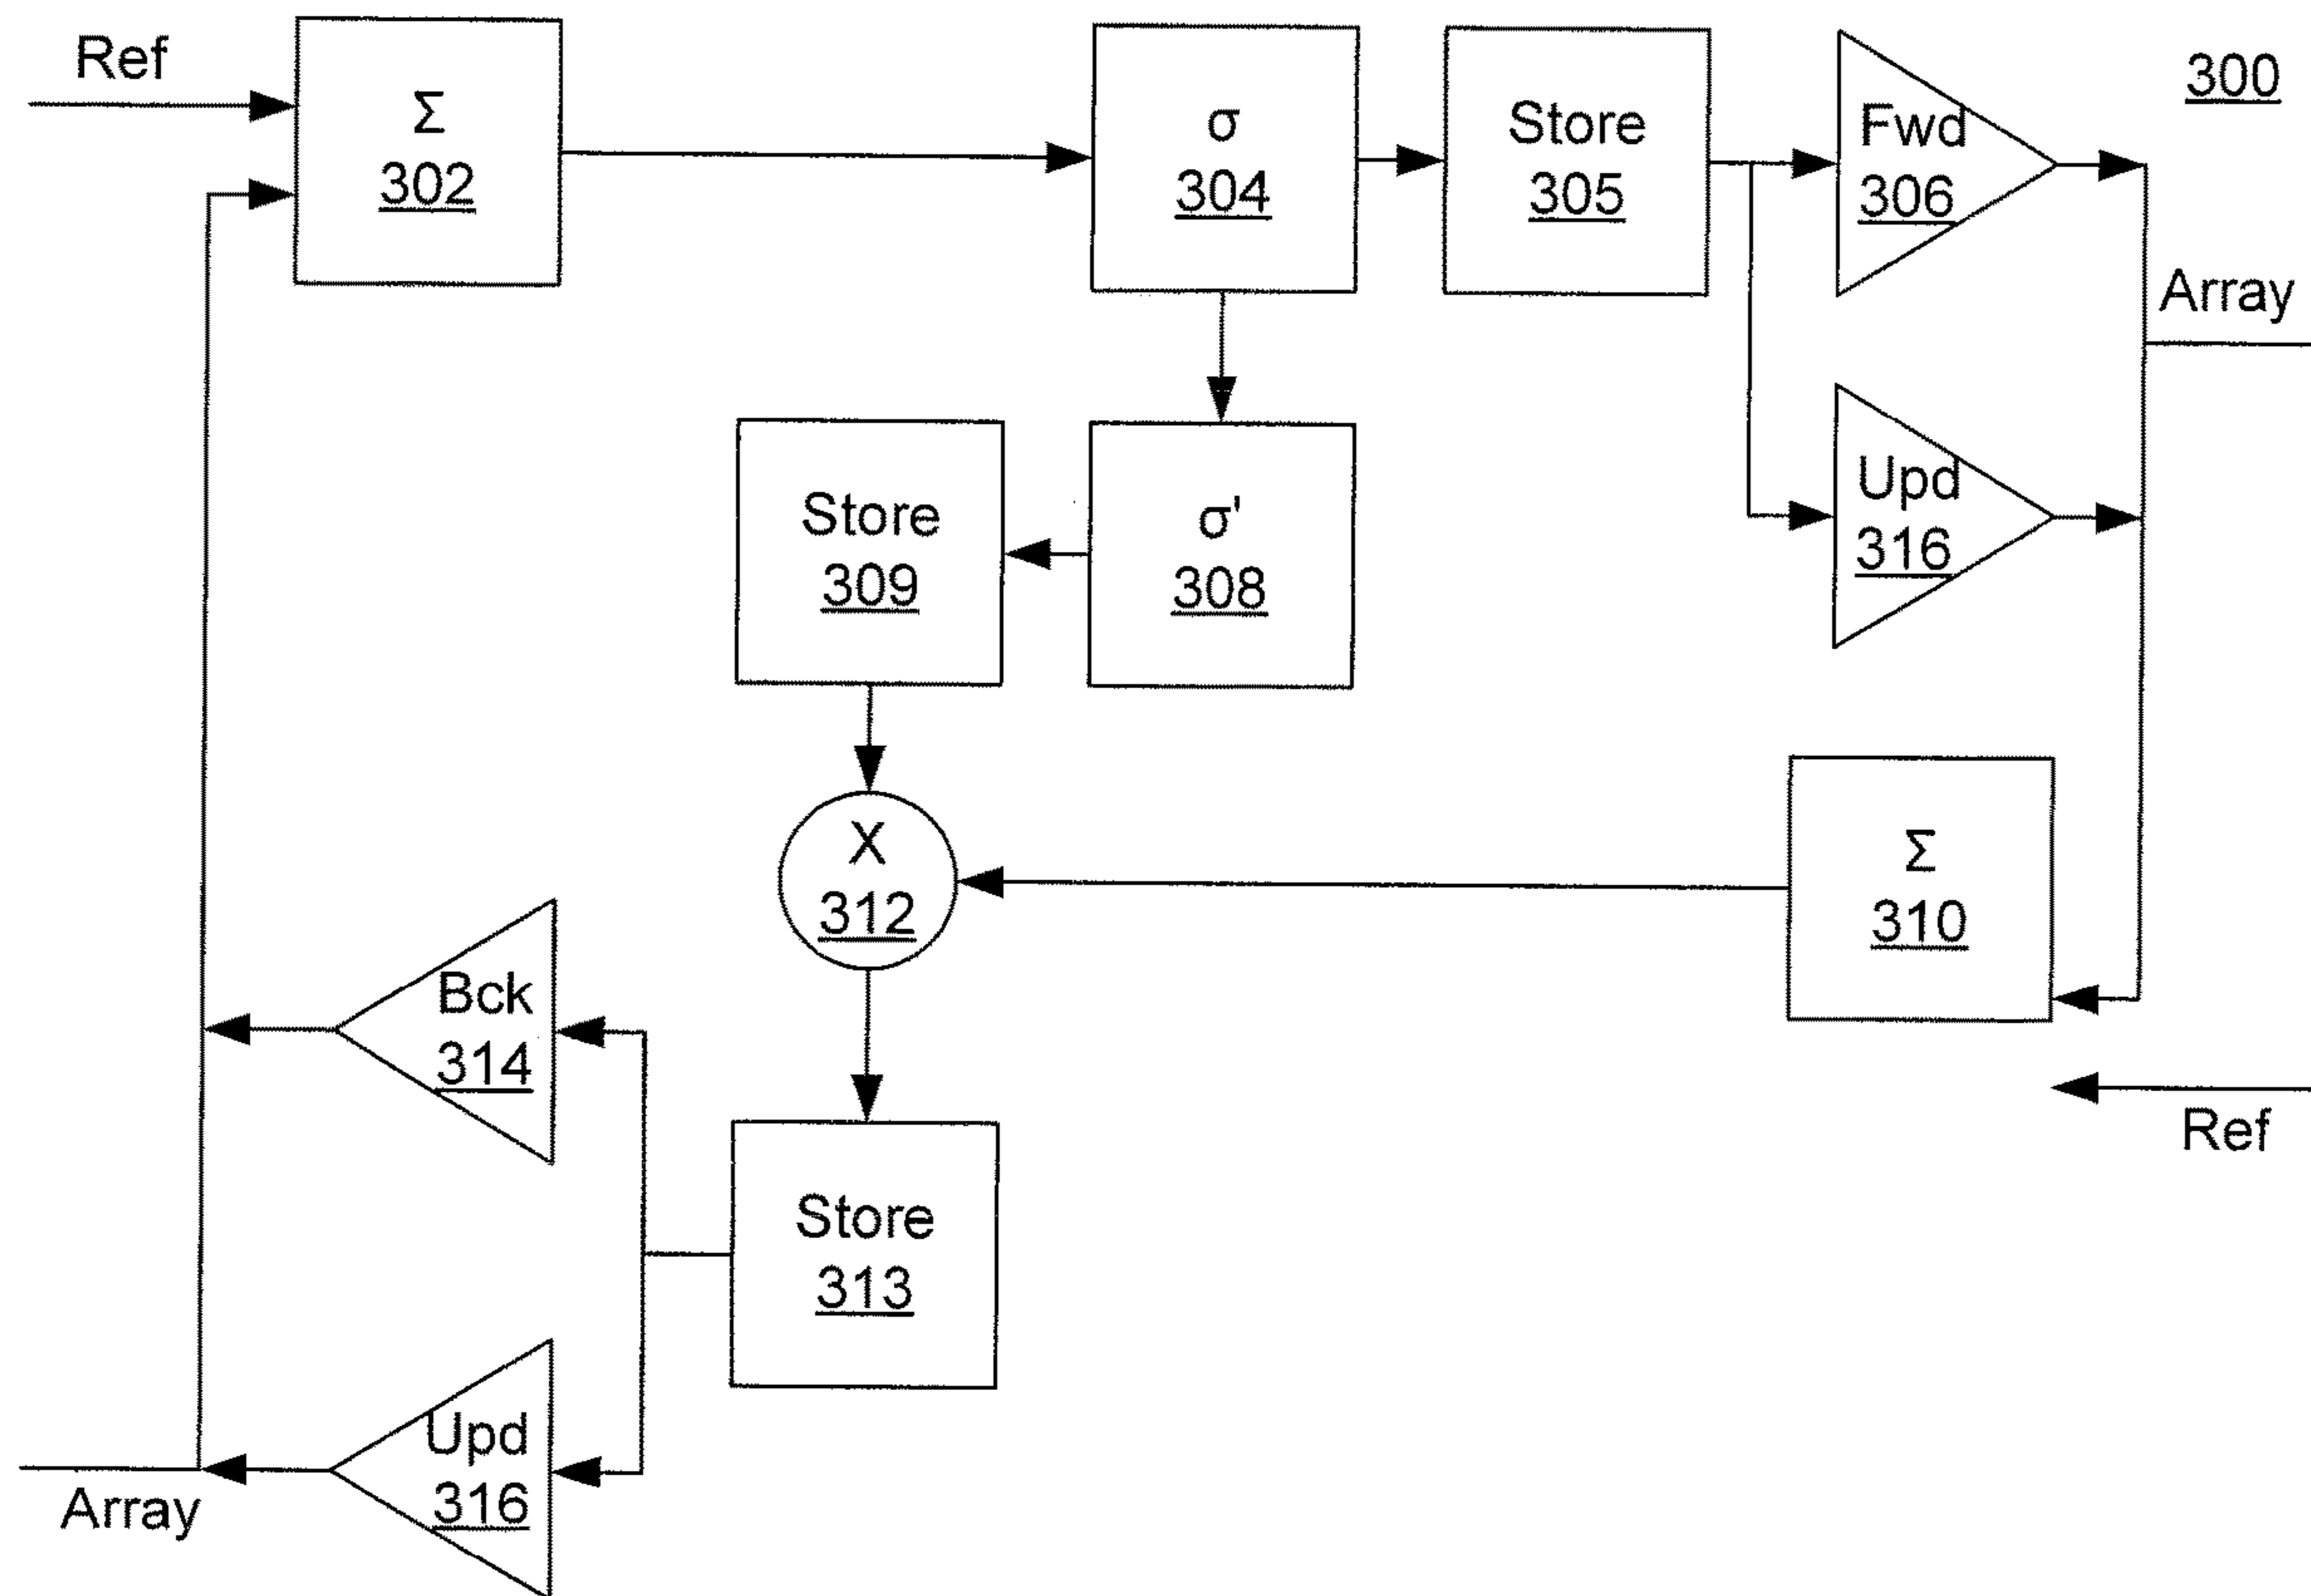 Ref
Σ
302
σ
304
Store
305
Fwd
306
300
Array
Store
309
σ'
308
Upd
316
X
312
Σ
310
Bck
314
Ref
Store
313
Upd
316
Array